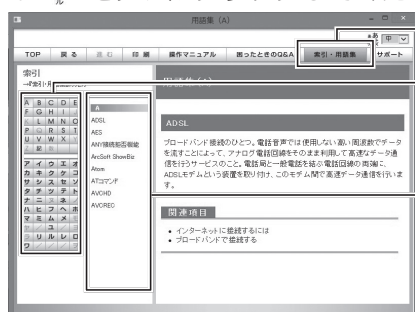 用語集（A）
あ
中
TOP 戻る 進む 印刷 操作マニュアル 困ったときのQ&A 索引・用語集 サポート
索引
A B C D E
F G H I J
L M N O
P Q R S T
U V W X
ア イ ウ エ オ
カ キ ク ケ コ
サ シ ス セ ソ
タ チ ツ テ ト
ナ ニ ヌ ネ
ハ ヒ フ ヘ ホ
マ ミ ム メ
ユ
リ ル レ ロ
ワ
A
ADSL
AES
ANY接続拒否機能
ArcSoft ShowBiz
Atom
ATコマンド
AVCHD
AVCREC
ADSL
ブロードバンド接続のひとつ。電話音声では使用しない高い周波数でデータ
を流すことによって、アナログ電話回線をそのまま利用して高速なデータ通
信を行うサービスのこと。電話局と一般電話を結ぶ電話回線の両端に、
ADSLモデムという装置を取り付け、このモデム間で高速データ通信を行いま
す。
関連項目
• インターネットに接続するには
• ブロードバンドで接続する